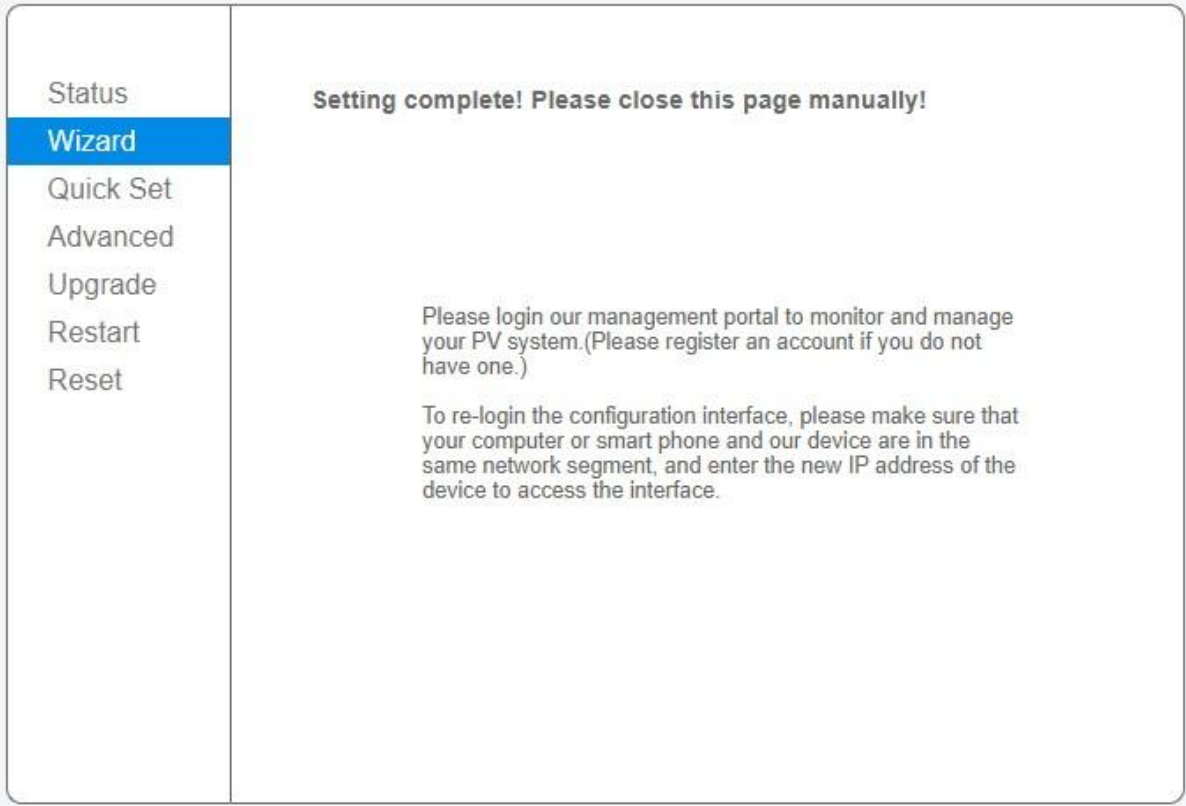 Status
Wizard
Quick Set
Advanced
Upgrade
Restart
Reset
Setting complete! Please close this page manually!
Please login our management portal to monitor and manage
your PV system.(Please register an account if you do not
have one.)
To re-login the configuration interface, please make sure that
your computer or smart phone and our device are in the
same network segment, and enter the new IP address of the
device to access the interface.